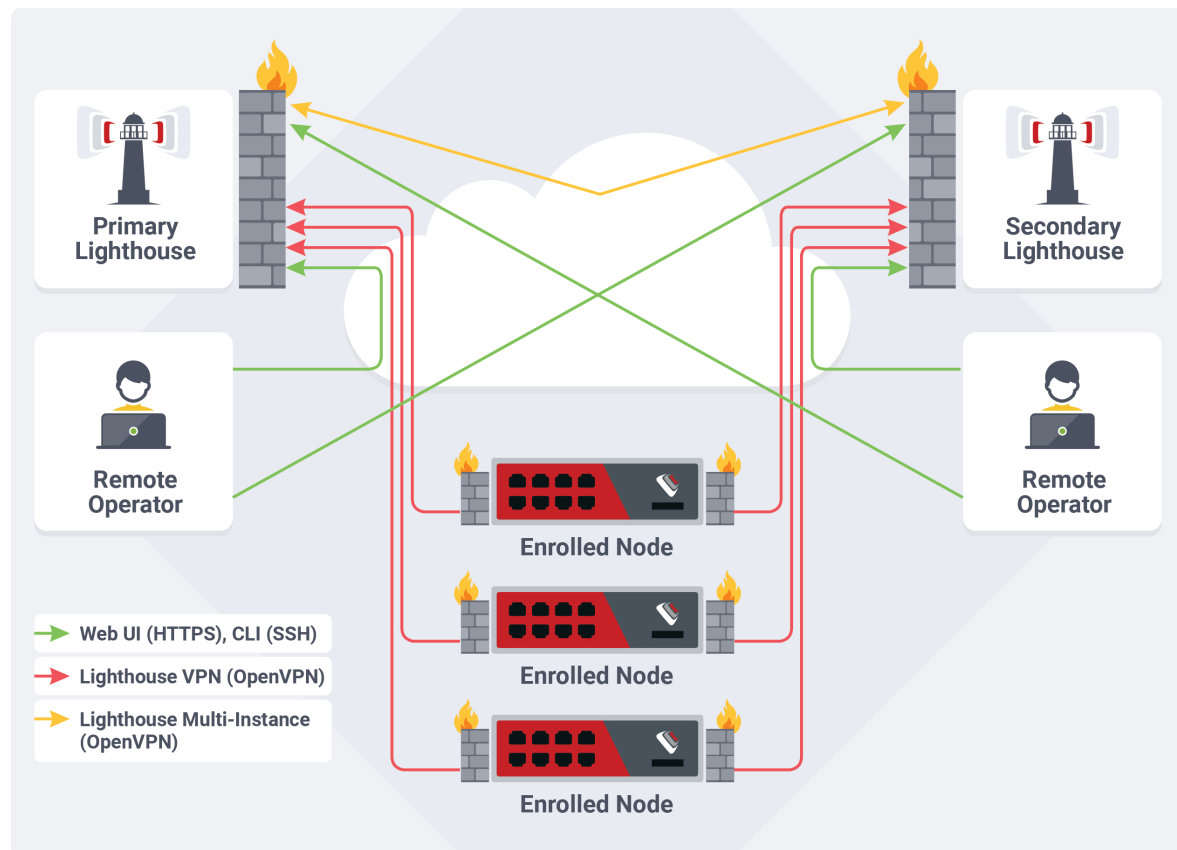 Primary
Lighthouse
Secondary
Lighthouse
Remote
Operator
Remote
Operator
Enrolled Node
Enrolled Node
Enrolled Node
Web UI (HTTPS), CLI (SSH)
Lighthouse VPN (OpenVPN)
Lighthouse Multi-Instance
(OpenVPN)